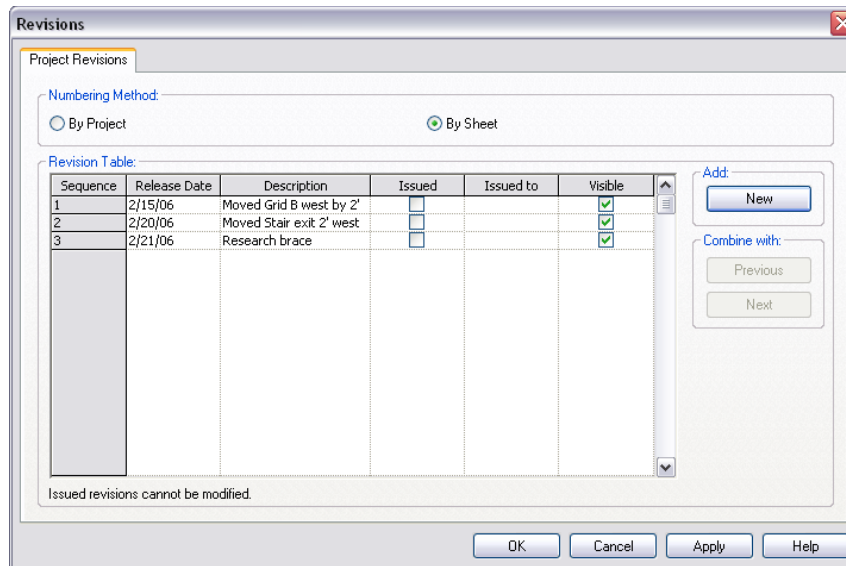 Revisions
Project Revisions
Numbering Method:
By Project By Sheet
Revision Table:
Sequence Release Date Description Issued Issued to Visible
1 2/15/06 Moved Grid B west by 2'
2 2/20/06 Moved Stair exit 2' west
3 2/21/06 Research brace
Add:
New
Combine with:
Previous
Next
Issued revisions cannot be modified.
OK Cancel Apply Help